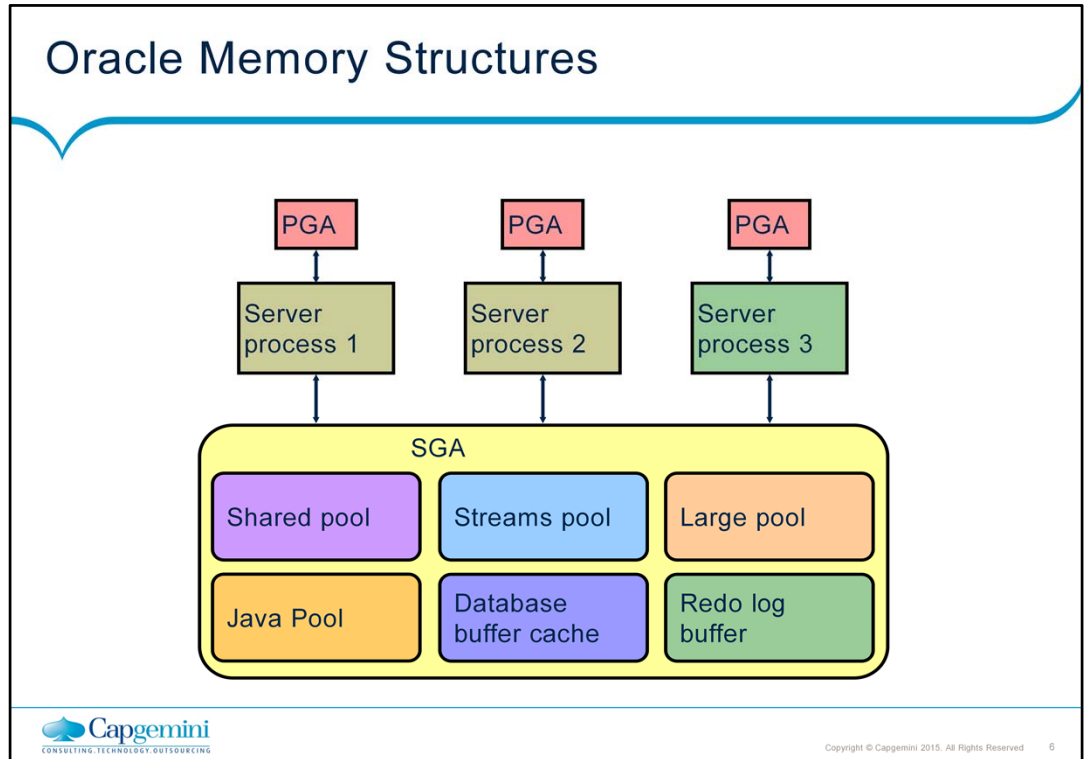 Oracle Memory Structures
PGA
PGA
PGA
Server
process 1
Server
process 2
Server
process 3
SGA
Shared pool
Streams pool
Large pool
Java Pool
Database
buffer cache
Redo log
buffer
Capgemini
CONSULTING.TECHNOLOGY.OUTSOURCING
Copyright © Capgemini 2015. All Rights Reserved 6